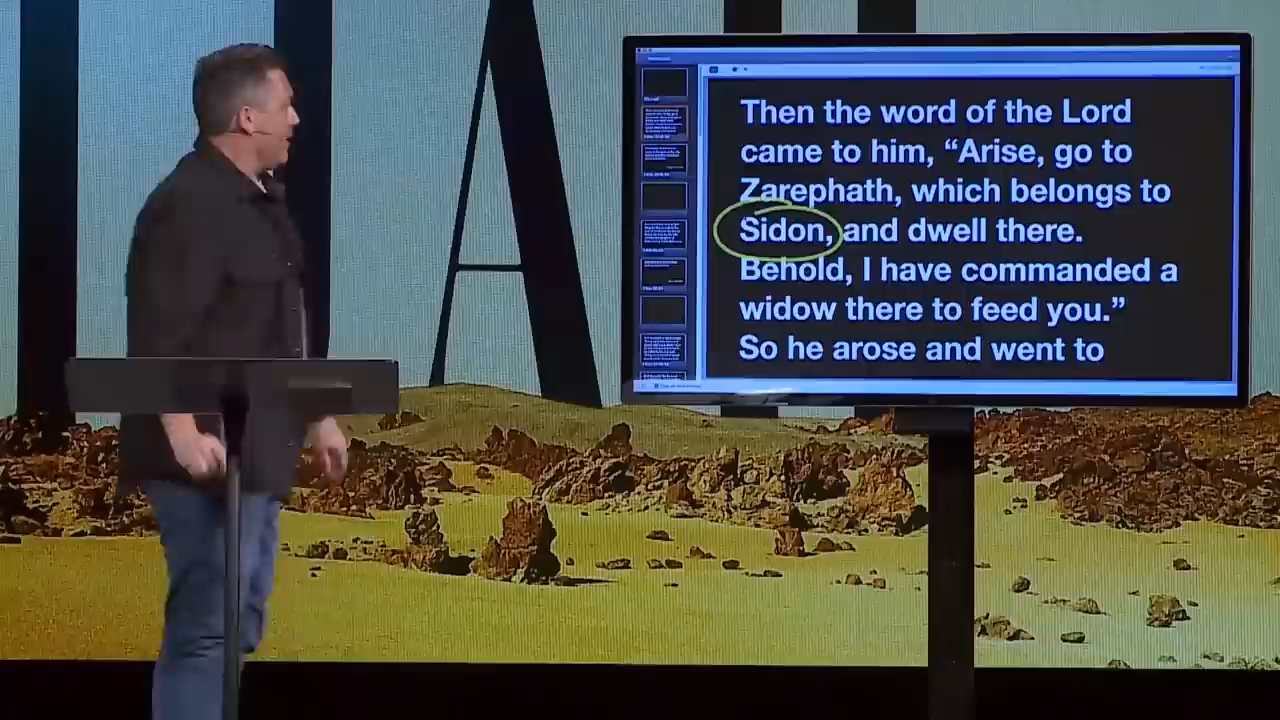 Then the word of the Lord
came to him, “Arise, go to
Zarephath, which belongs to
Sidon, and dwell there.
Behold, I have commanded a
widow there to feed you.”
So he arose and went to